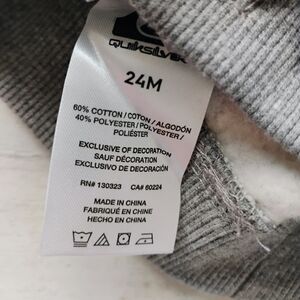 QUIKSILVER
24M
60% COTTON / COTON / ALGODÓN
40% POLYESTER / POLYESTER /
POLIÉSTER
EXCLUSIVE OF DECORATION
SAUF DÉCORATION
EXCLUSIVO DE DECORACIÓN
RN# 130323 CA# 60224
MADE IN CHINA
FABRIQUÉ EN CHINE
HECHO EN CHINA